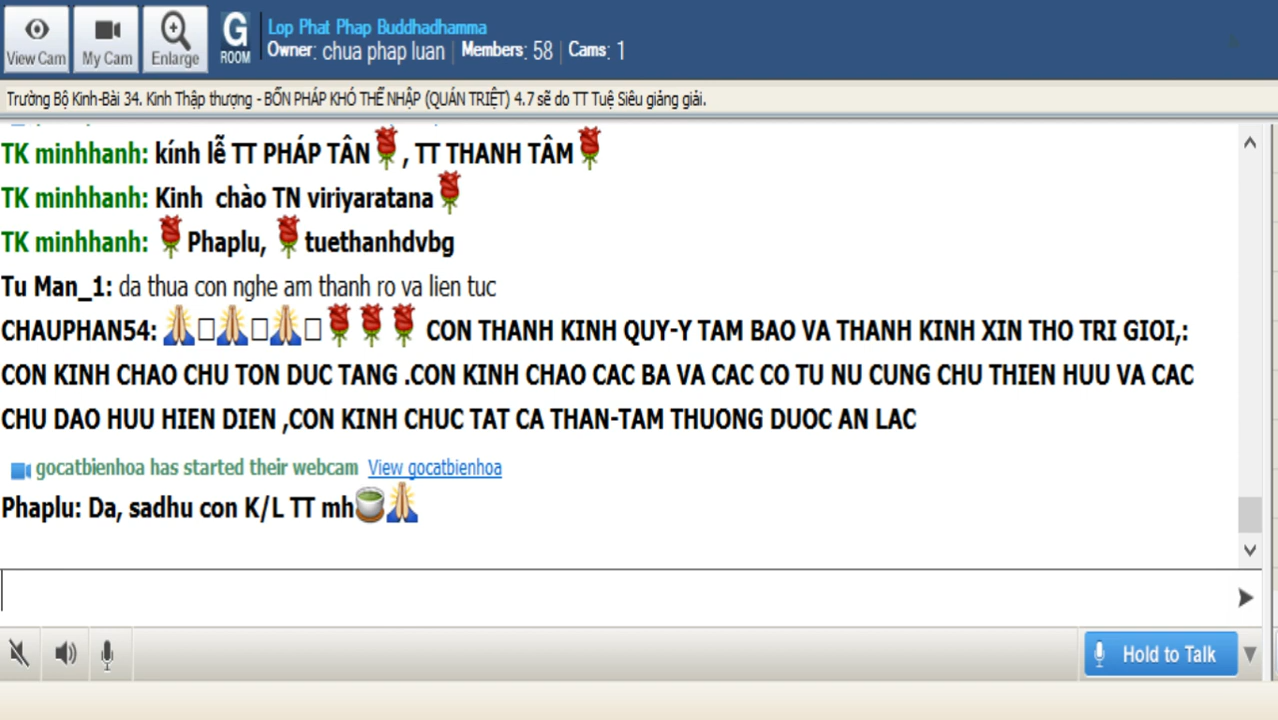 View Cam
My Cam
Enlarge
G
ROOM
Lop Phat Phap Buddhadhamma
Owner: chua phap luan | Members: 58 | Cams: 1
Trường Bộ Kinh-Bài 34. Kinh Thập thượng - BỐN PHÁP KHÓ THỂ NHẬP (QUÁN TRIỆT) 4.7 sẽ do TT Tuệ Siêu giảng giải.
TK minhhanh: kính lễ TT PHÁP TÂN🌹, TT THANH TÂM🌹
TK minhhanh: Kinh chào TN viriyaratana🌹
TK minhhanh: 🌹Phaplu, 🌹tuethanhdvbg
Tu Man_1: da thua con nghe am thanh ro va lien tuc
CHAUPHAN54: 🙏□🙏□🙏□🌹🌹🌹 CON THANH KINH QUY-Y TAM BAO VA THANH KINH XIN THO TRI GIOI,:
CON KINH CHAO CHU TON DUC TANG .CON KINH CHAO CAC BA VA CAC CO TU NU CUNG CHU THIEN HUU VA CAC
CHU DAO HUU HIEN DIEN ,CON KINH CHUC TAT CA THAN-TAM THUONG DUOC AN LAC
gocatbienhoa has started their webcam View gocatbienhoa
Phaplu: Da, sadhu con K/L TT mh🍵🙏
Hold to Talk